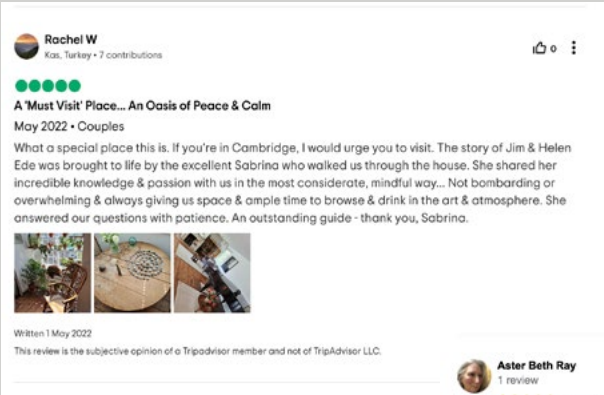 Rachel W
Kas, Turkey • 7 contributions
0
A 'Must Visit' Place... An Oasis of Peace & Calm
May 2022 • Couples
What a special place this is. If you're in Cambridge, I would urge you to visit. The story of Jim & Helen
Ede was brought to life by the excellent Sabrina who walked us through the house. She shared her
incredible knowledge & passion with us in the most considerate, mindful way... Not bombarding or
overwhelming & always giving us space & ample time to browse & drink in the art & atmosphere. She
answered our questions with patience. An outstanding guide - thank you, Sabrina.
Written 1 May 2022
This review is the subjective opinion of a Tripadvisor member and not of TripAdvisor LLC.
Aster Beth Ray
1 review